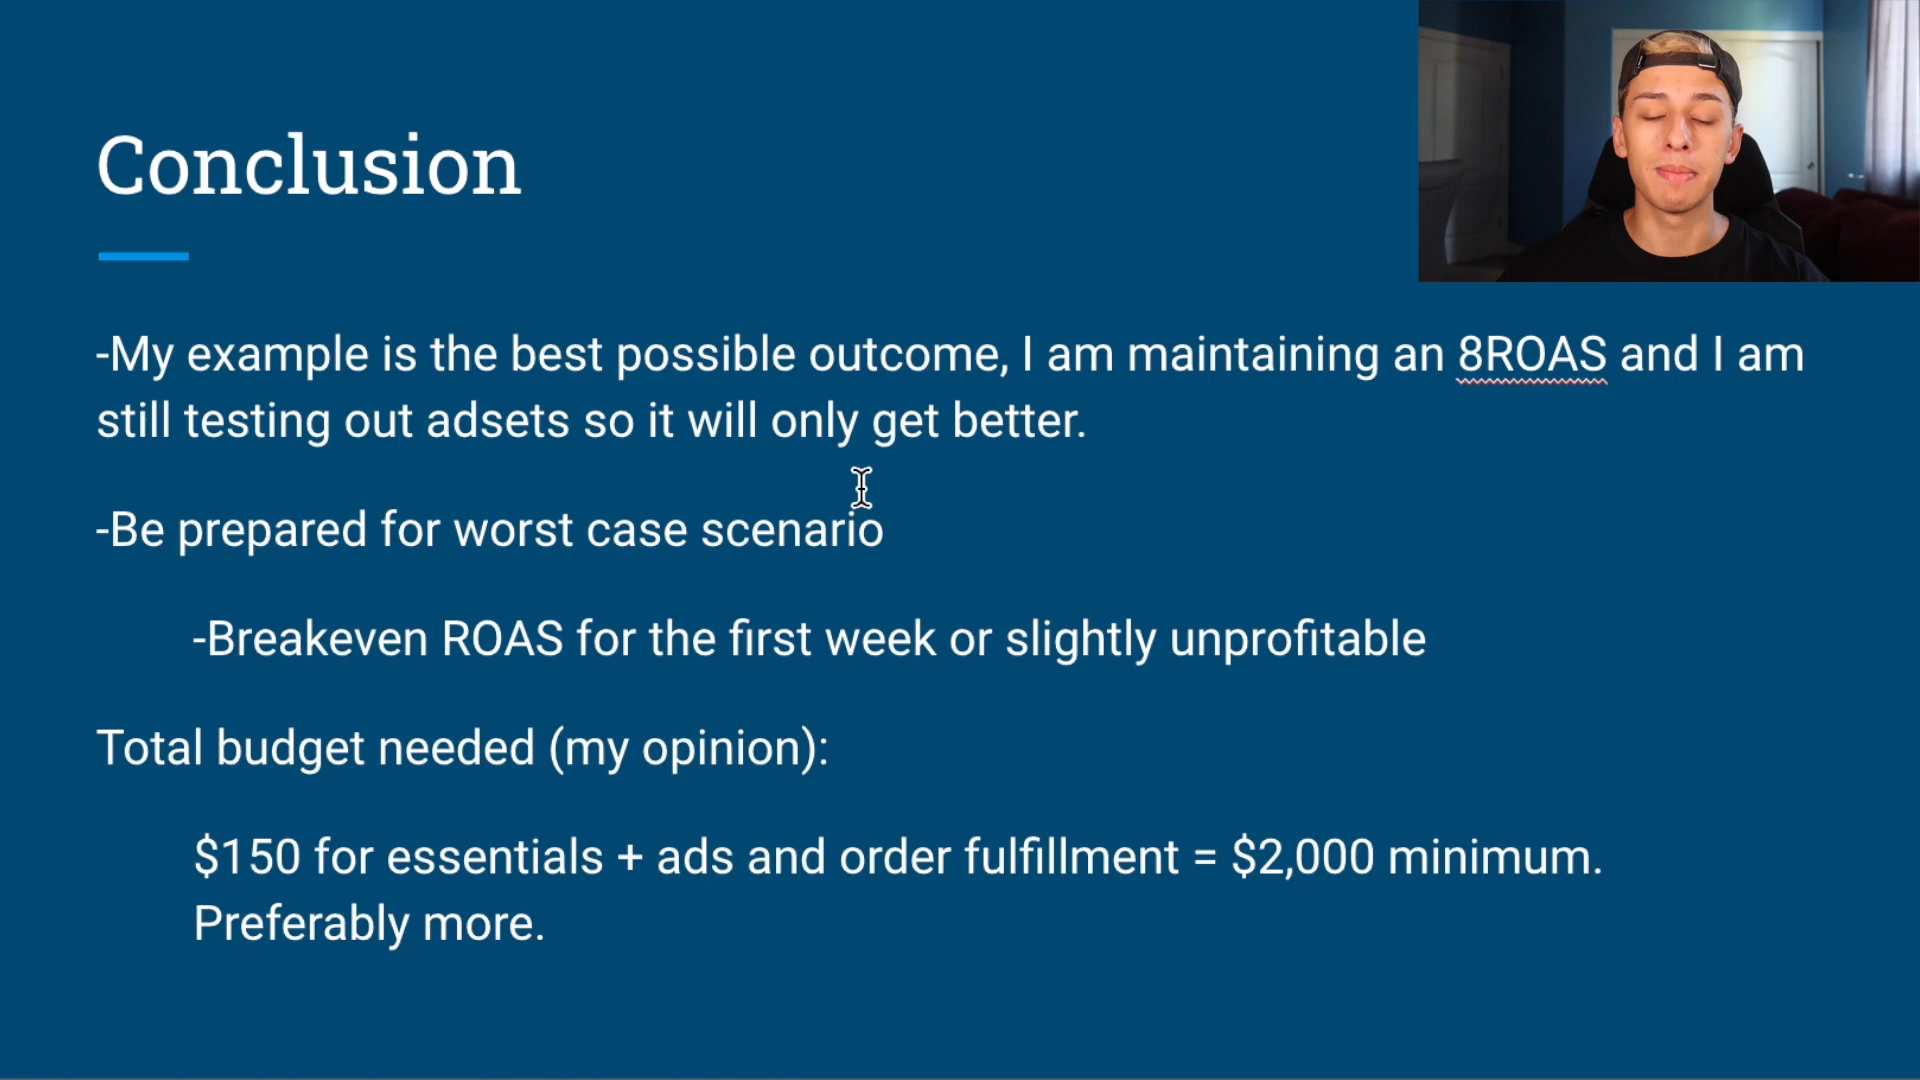 Conclusion
-My example is the best possible outcome, I am maintaining an 8ROAS and I am
still testing out adsets so it will only get better.
-Be prepared for worst case scenario
-Breakeven ROAS for the first week or slightly unprofitable
Total budget needed (my opinion):
$150 for essentials + ads and order fulfillment = $2,000 minimum.
Preferably more.